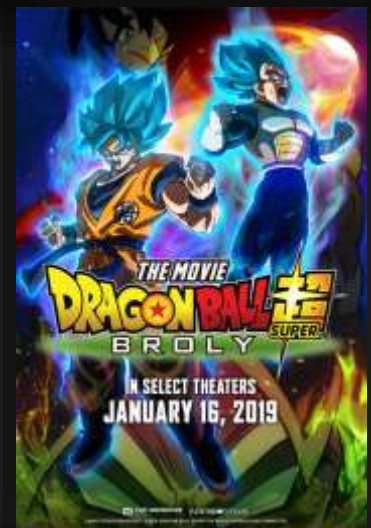 THE MOVIE
DRAGON BALL 超
SUPER
BROLY
IN SELECT THEATERS
JANUARY 16, 2019